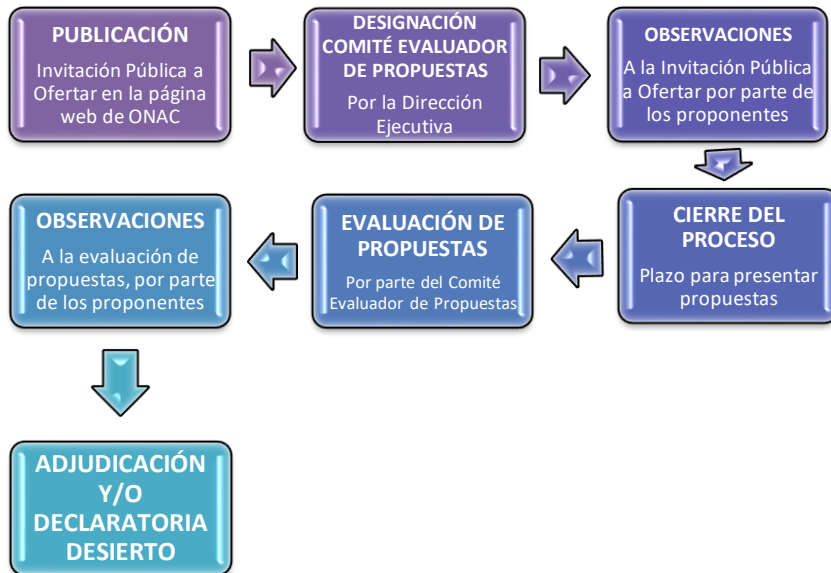 PUBLICACIÓN
Invitación Pública a
Ofertar en la página
web de ONAC
DESIGNACIÓN
COMITÉ EVALUADOR
DE PROPUESTAS
Por la Dirección
Ejecutiva
OBSERVACIONES
A la Invitación Pública
a Ofertar por parte de
los proponentes
CIERRE DEL
PROCESO
Plazo para presentar
propuestas
EVALUACIÓN DE
PROPUESTAS
Por parte del Comité
Evaluador de Propuestas
OBSERVACIONES
A la evaluación de
propuestas, por parte
de los proponentes
ADJUDICACIÓN
Y/O
DECLARATORIA
DESIERTO